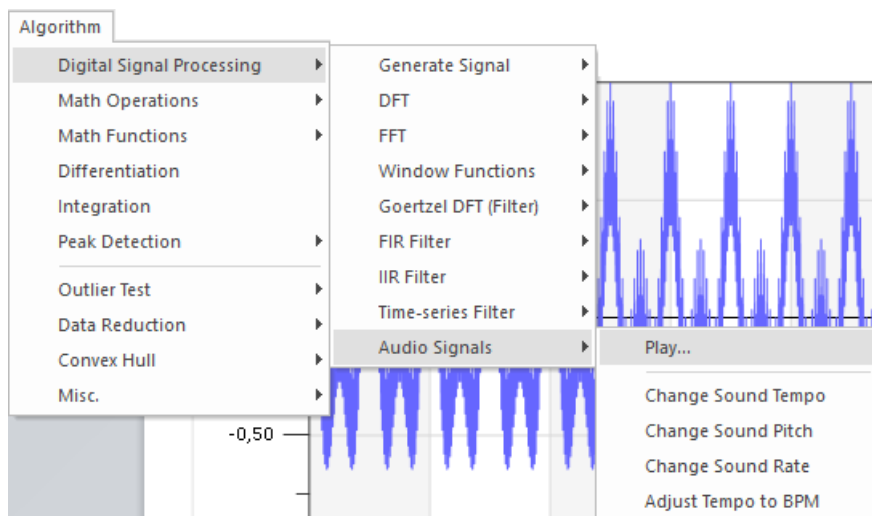 Algorithm
Digital Signal Processing
Math Operations
Math Functions
Differentiation
Integration
Peak Detection
Outlier Test
Data Reduction
Convex Hull
Misc.
Generate Signal
DFT
FFT
Window Functions
Goertzel DFT (Filter)
FIR Filter
IIR Filter
Time-series Filter
Audio Signals
Play...
Change Sound Tempo
Change Sound Pitch
Change Sound Rate
Adjust Tempo to BPM
-0,50